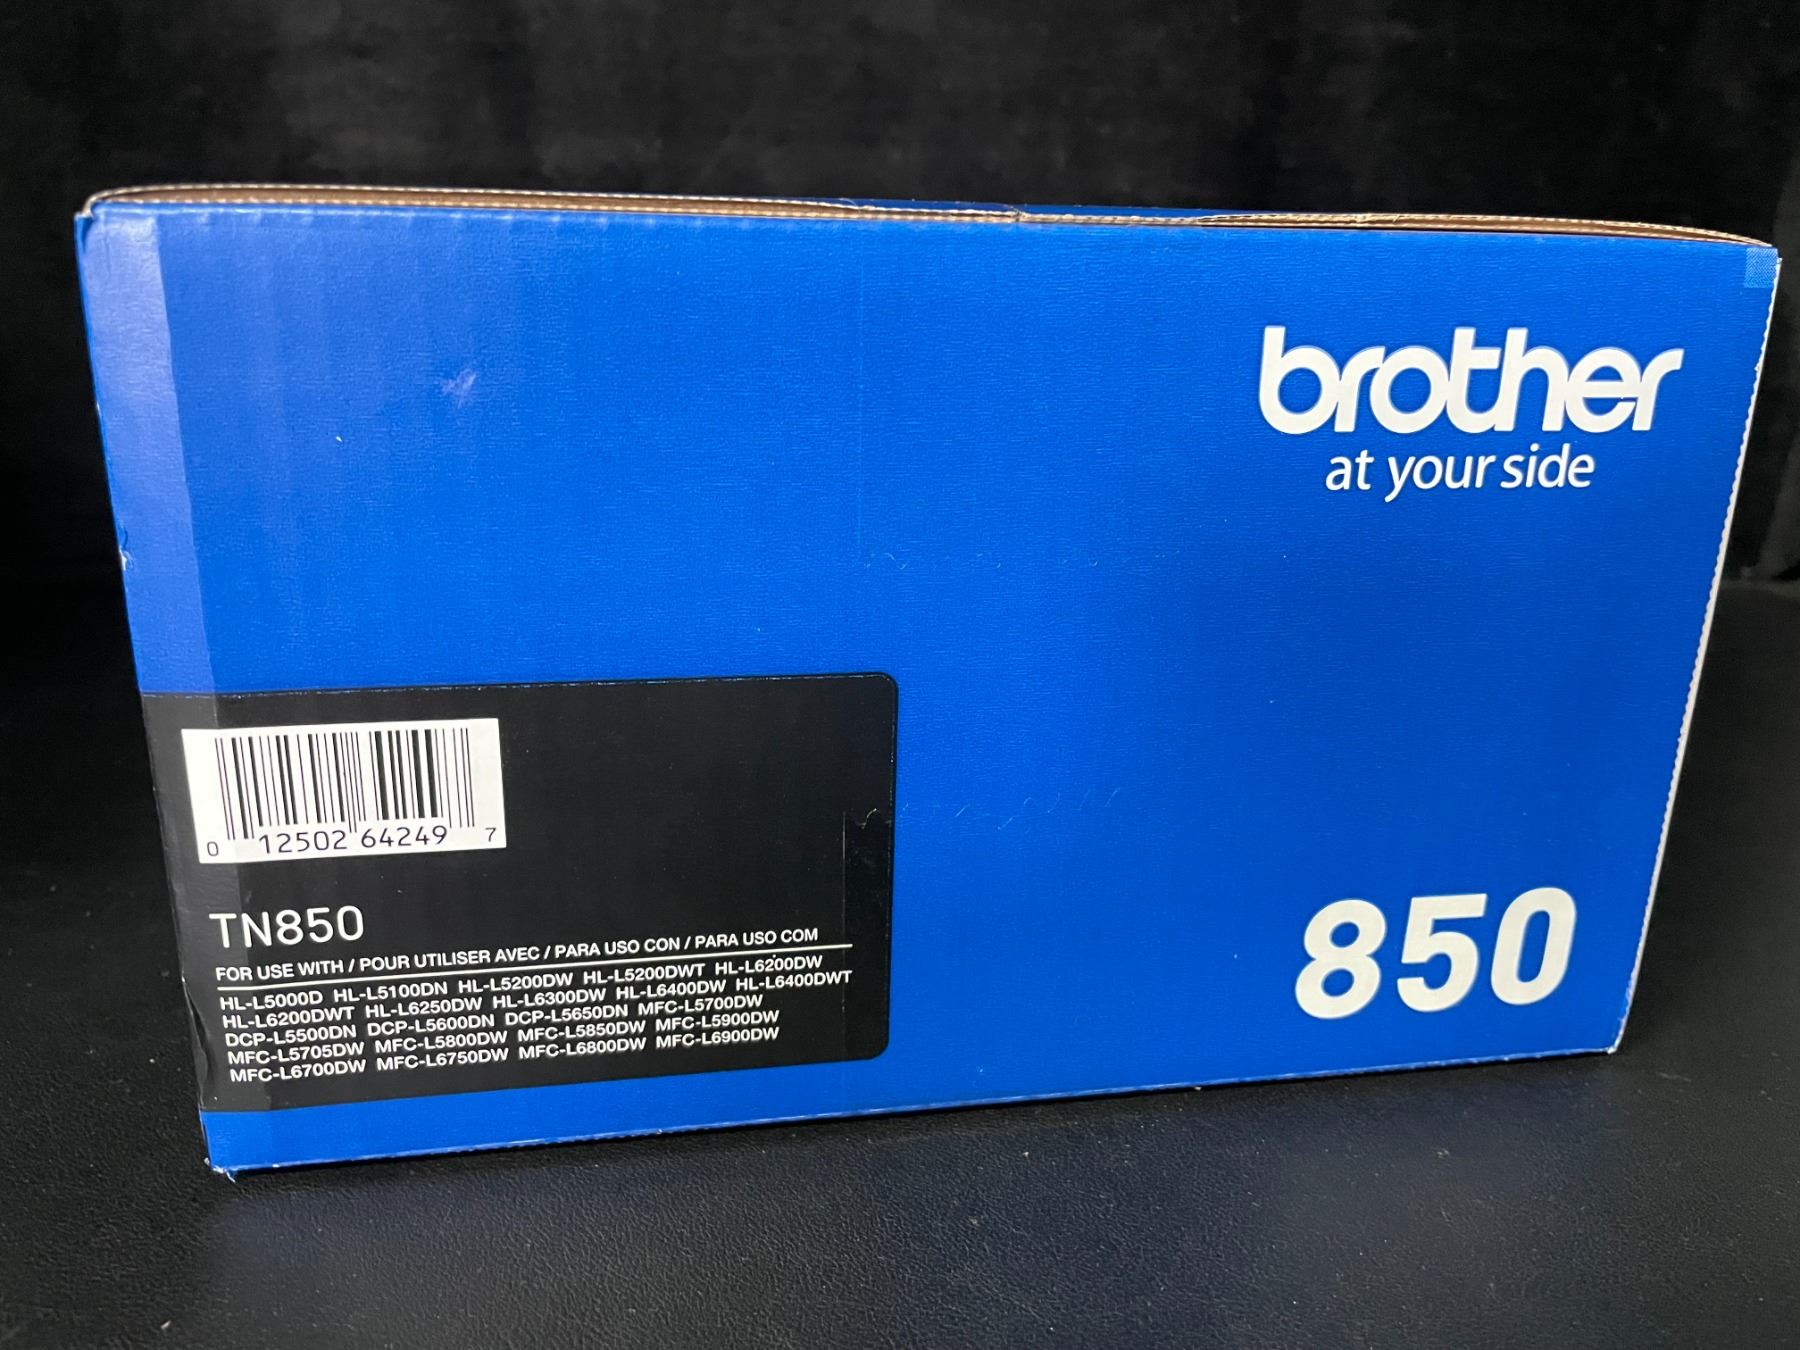 brother
at your side
0 12502 64249 7
TN850
FOR USE WITH / POUR UTILISER AVEC / PARA USO CON / PARA USO COM
HL-L5000D HL-L5100DN HL-L5200DW HL-L5200DWT HL-L6200DW
HL-L6200DWT HL-L6250DW HL-L6300DW HL-L6400DW HL-L6400DWT
DCP-L5500DN DCP-L5600DN DCP-L5650DN MFC-L5700DW
MFC-L5705DW MFC-L5800DW MFC-L5850DW MFC-L5900DW
MFC-L6700DW MFC-L6750DW MFC-L6800DW MFC-L6900DW
850